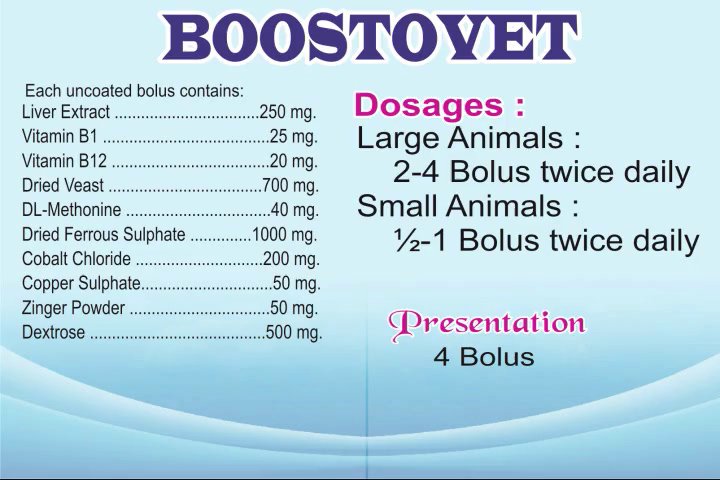 BOOSTOVET
Each uncoated bolus contains:
Liver Extract .................................250 mg.
Vitamin B1 ......................................25 mg.
Vitamin B12 ....................................20 mg.
Dried Veast ...................................700 mg.
DL-Methonine .................................40 mg.
Dried Ferrous Sulphate ..............1000 mg.
Cobalt Chloride .............................200 mg.
Copper Sulphate..............................50 mg.
Zinger Powder ................................50 mg.
Dextrose ........................................500 mg.
Dosages :
Large Animals :
2-4 Bolus twice daily
Small Animals :
½-1 Bolus twice daily
Presentation
4 Bolus